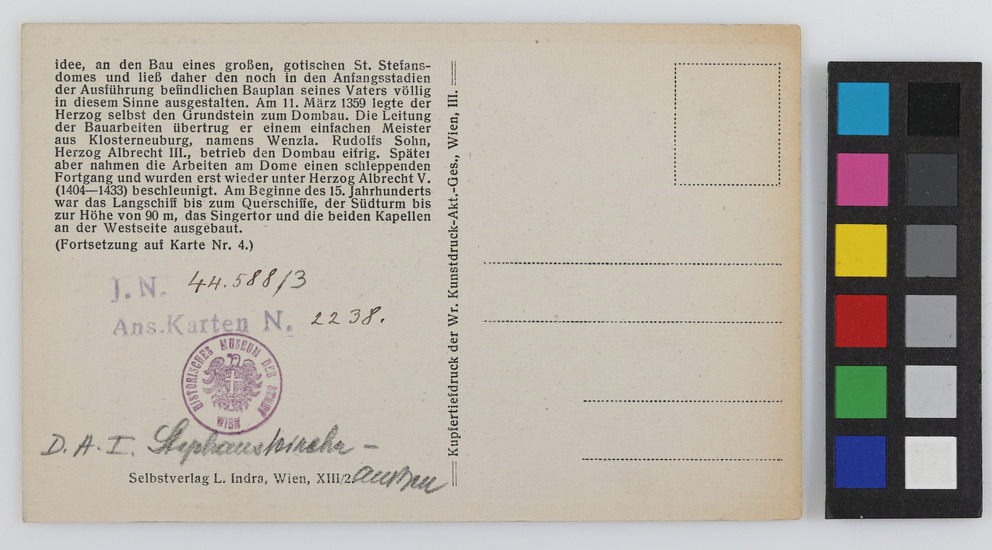 idee, an den Bau eines großen, gotischen St. Stefans-
domes und ließ daher den noch in den Anfangsstadien
der Ausführung befindlichen Bauplan seines Vaters völlig
in diesem Sinne ausgestalten. Am 11. März 1359 legte der
Herzog selbst den Grundstein zum Dombau. Die Leitung
der Bauarbeiten übertrug er einem einfachen Meister
aus Klosterneuburg, namens Wenzla. Rudolfs Sohn,
Herzog Albrecht III., betrieb den Dombau eifrig. Später
aber nahmen die Arbeiten am Dome einen schleppenden
Fortgang und wurden erst wieder unter Herzog Albrecht V.
(1404—1433) beschleunigt. Am Beginne des 15. Jahrhunderts
war das Langschiff bis zum Querschiffe, der Südturm bis
zur Höhe von 90 m, das Singertor und die beiden Kapellen
an der Westseite ausgebaut.
(Fortsetzung auf Karte Nr. 4.)
J. N. 44.588/3
Ans.Karten N. 2238.
HISTORISCHES MUSEUM DER STADT WIEN
D. A. I. Stephanskirche -
aussen
Selbstverlag L. Indra, Wien, XIII/2.
Kupfertiefdruck der Wr. Kunstdruck-Akt.-Ges., Wien, III.